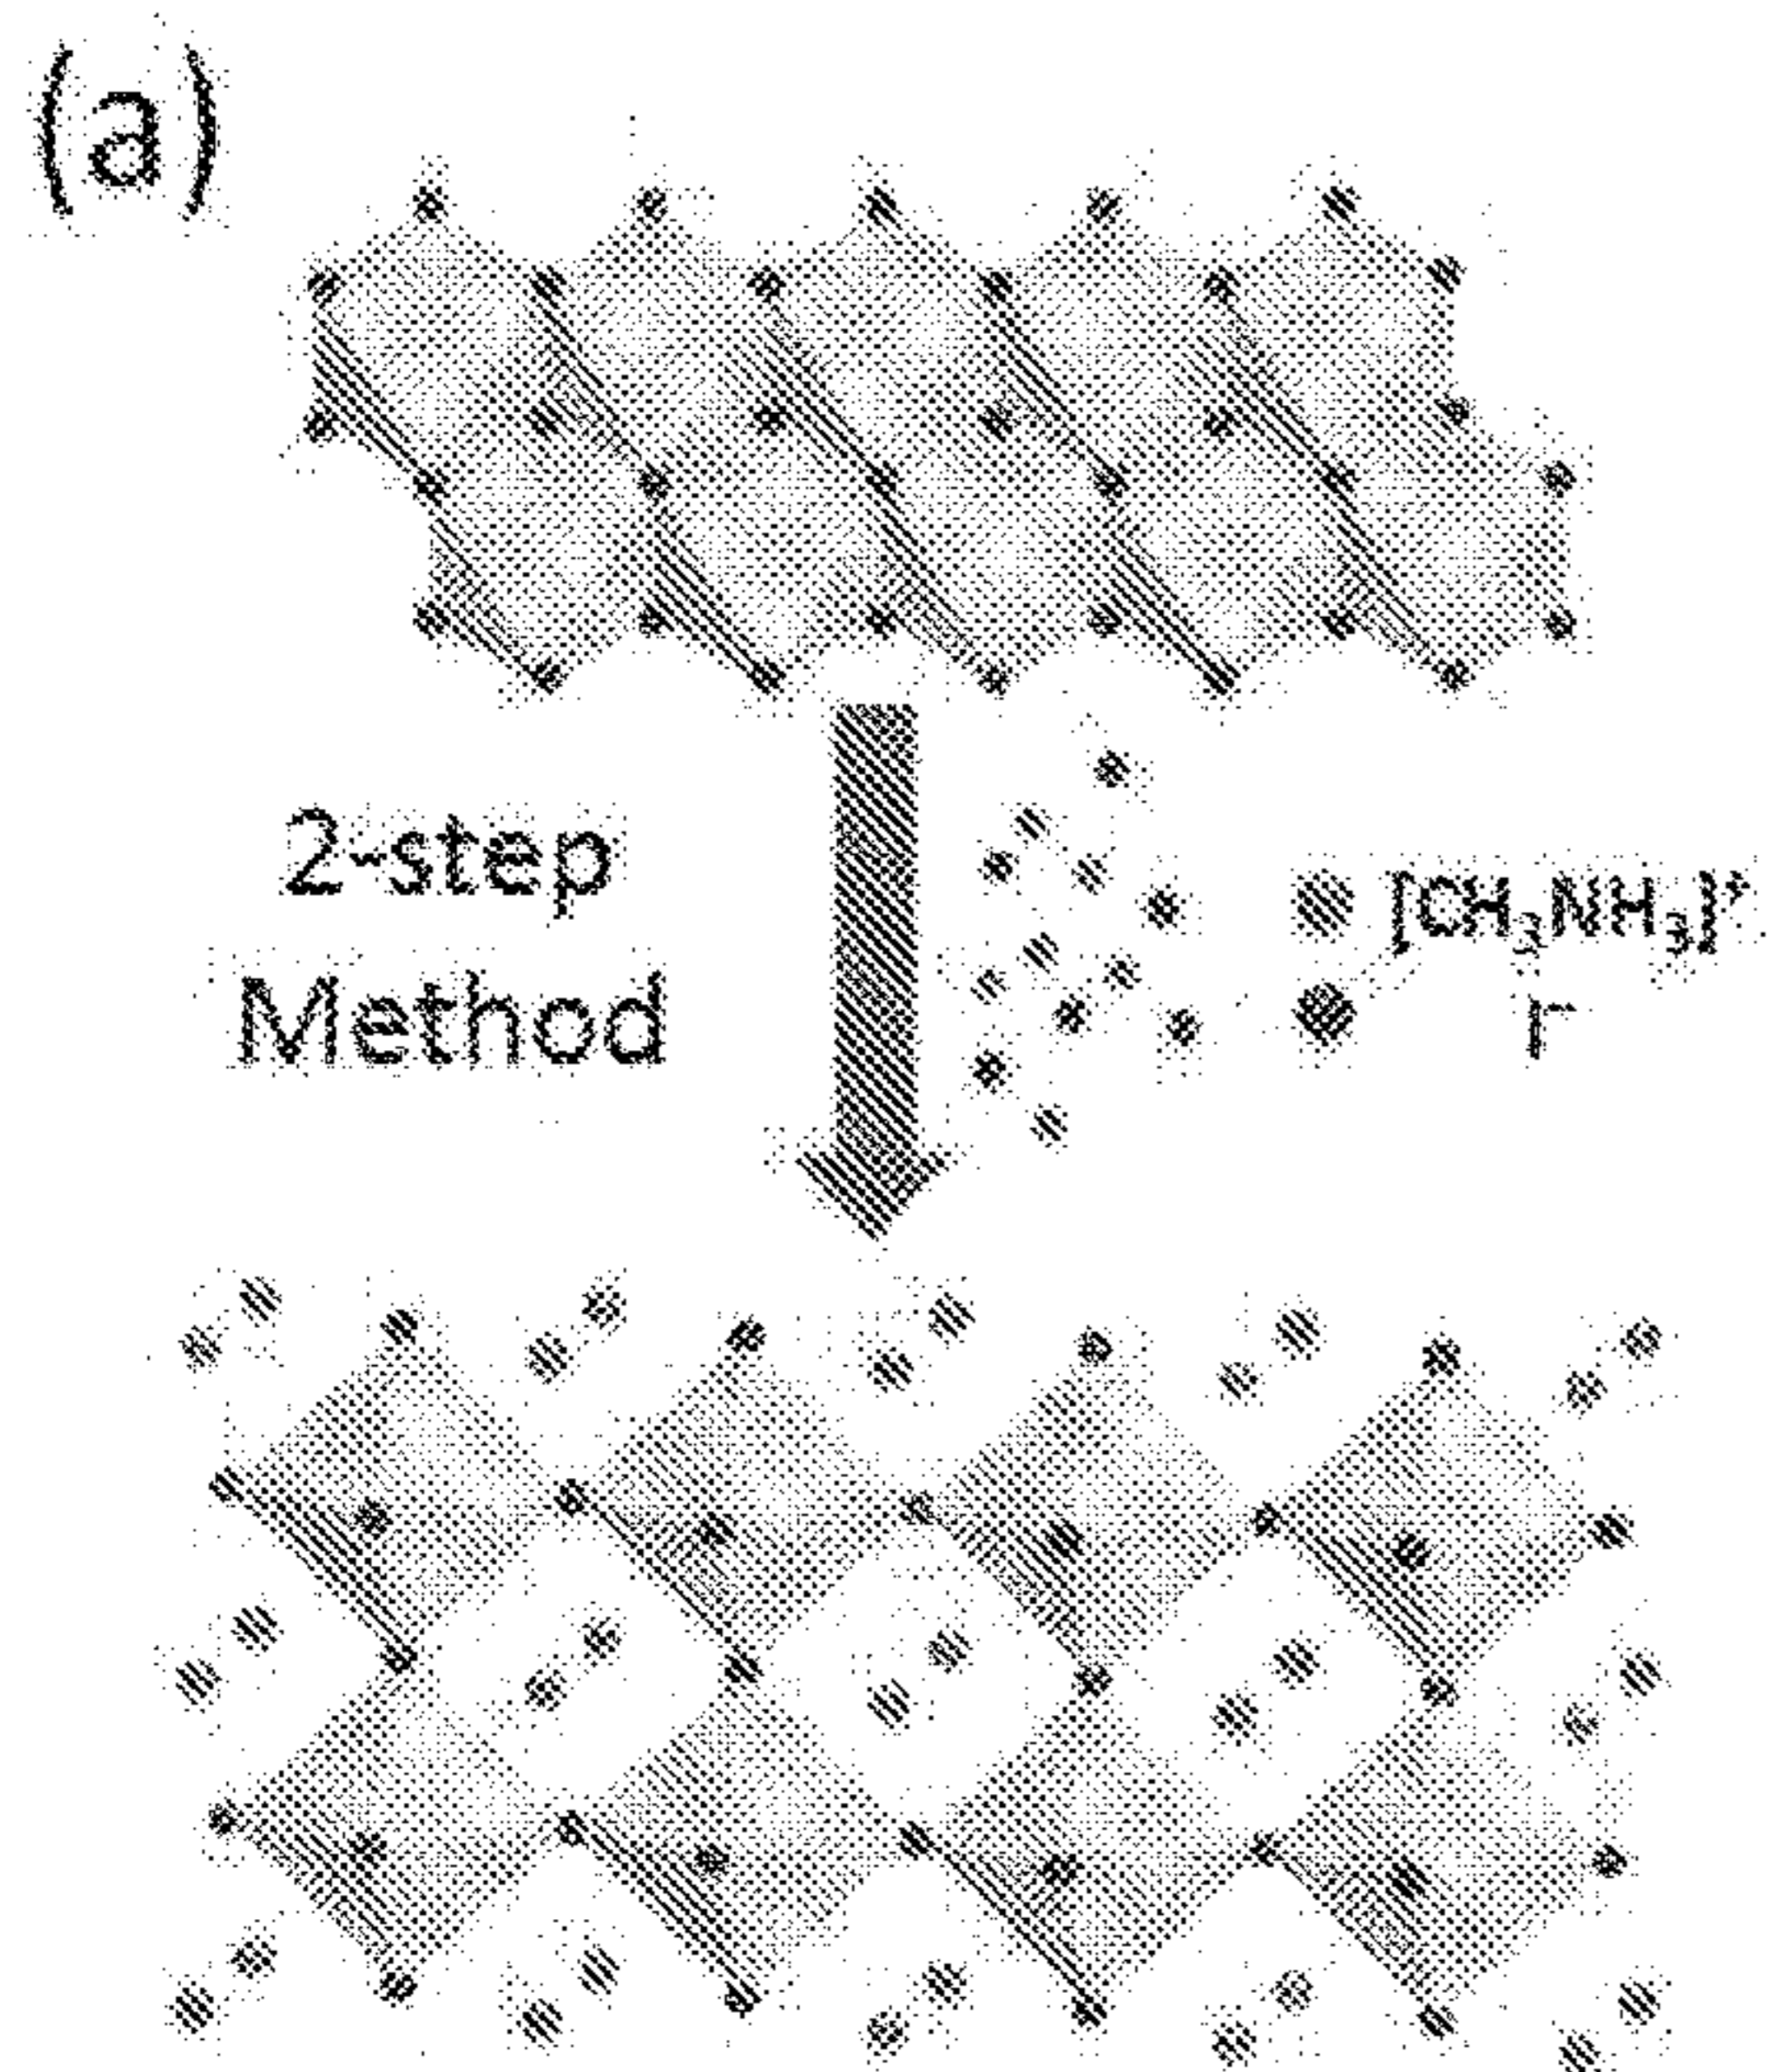 (a)
2-step
Method
[CH₃NH₃]⁺
I⁻